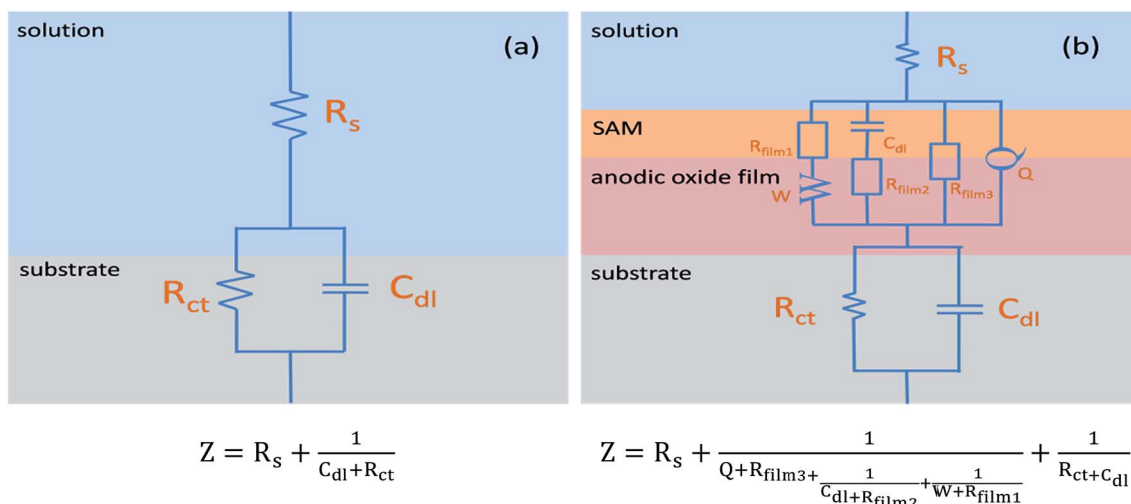 solution
(a)
Rs
substrate
Rct
Cdl
solution
(b)
Rs
SAM
Rfilm1
Cdl
anodic oxide film
W
Rfilm2
Rfilm3
Q
substrate
Rct
Cdl
Z = Rs + 1/(Cdl+Rct)
Z = Rs + 1/(Q+Rfilm3+1/(Cdl+Rfilm2)+1/(W+Rfilm1)) + 1/(Rct+Cdl)